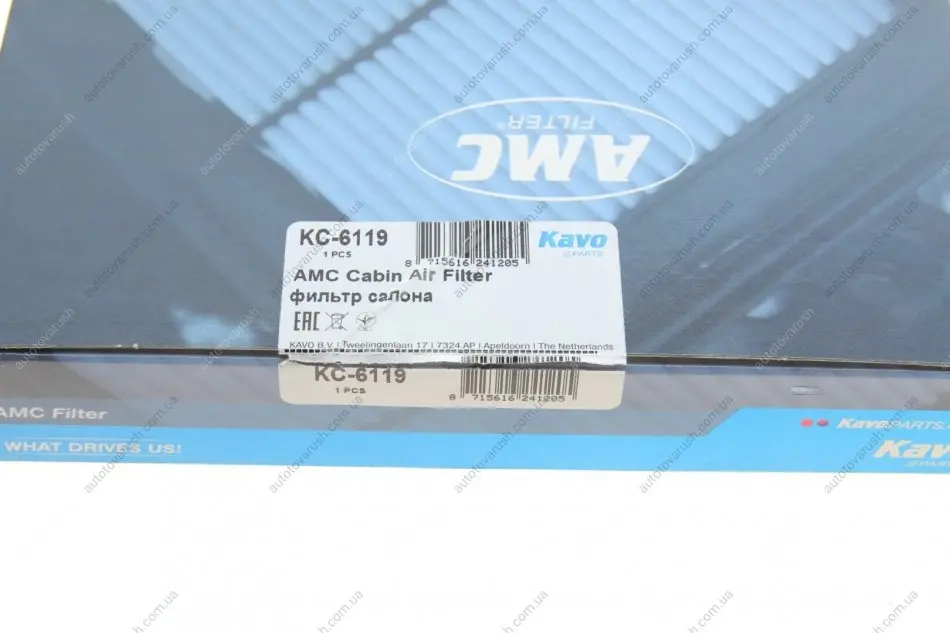 AMC
FILTER®
KC-6119
1 PCS
8 715616 241205
Kavo
PARTS
AMC Cabin Air Filter
фильтр салона
EAC
KAVO B.V. | Tweelingenlaan 17 | 7324 AP | Apeldoorn | The Netherlands
KC-6119
1 PCS
8 715616 241205
AMC Filter
KavoPARTS.
WHAT DRIVES US!
Kavo
PART
autotovarush.com.ua